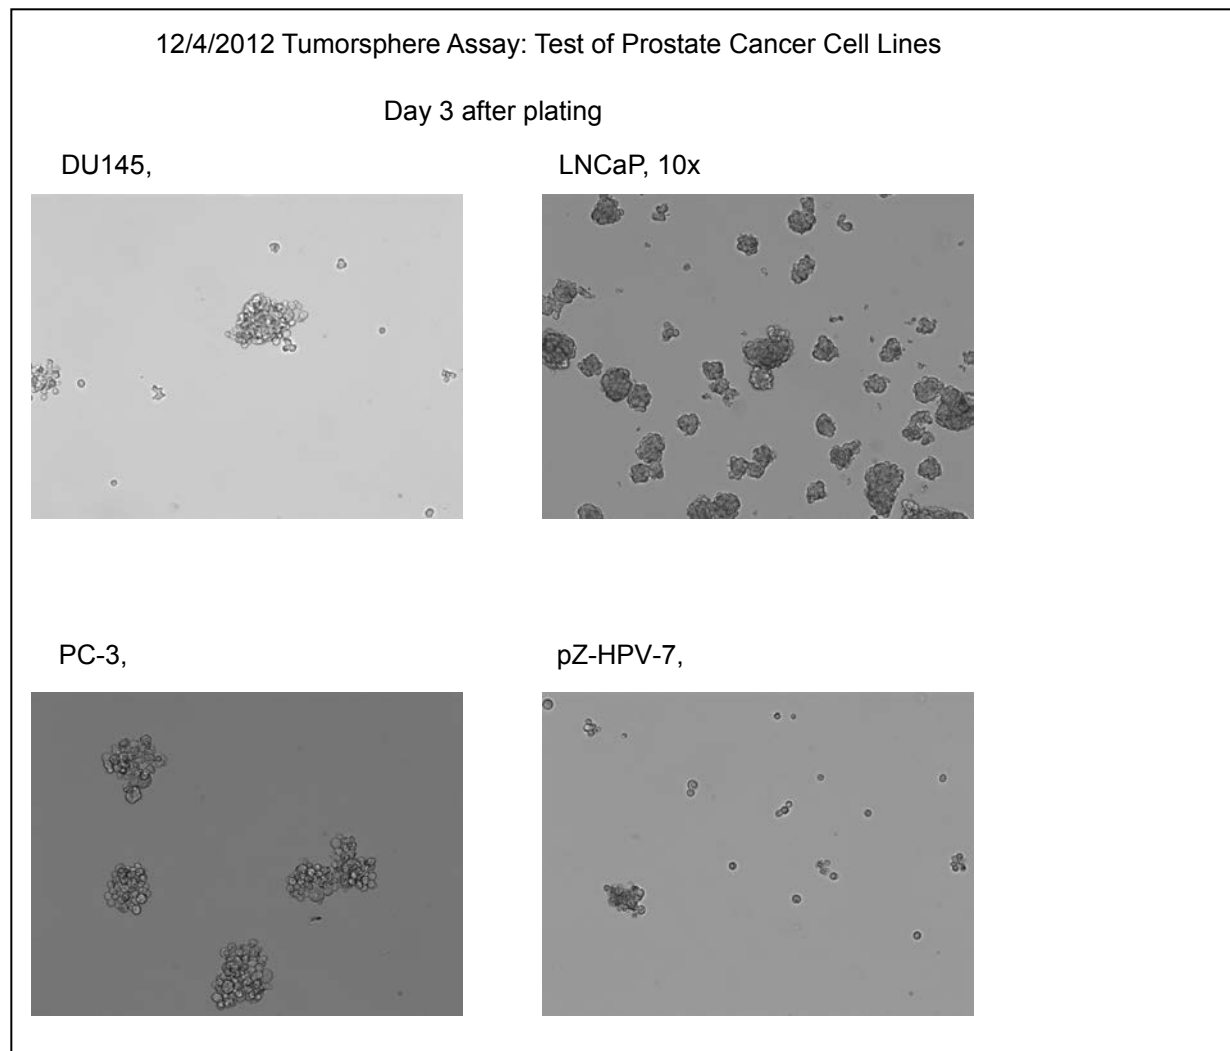 12/4/2012 Tumorsphere Assay: Test of Prostate Cancer Cell Lines
Day 3 after plating
DU145,
LNCaP, 10x
PC-3,
pZ-HPV-7,